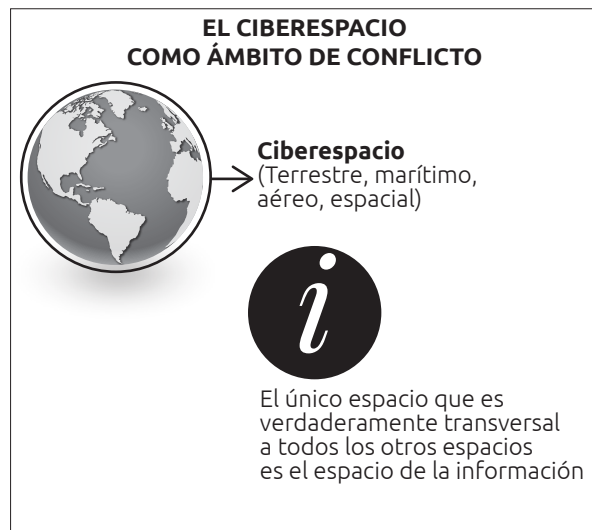 EL CIBERESPACIO
COMO ÁMBITO DE CONFLICTO
Ciberespacio
(Terrestre, marítimo,
aéreo, espacial)
i
El único espacio que es
verdaderamente transversal
a todos los otros espacios
es el espacio de la información